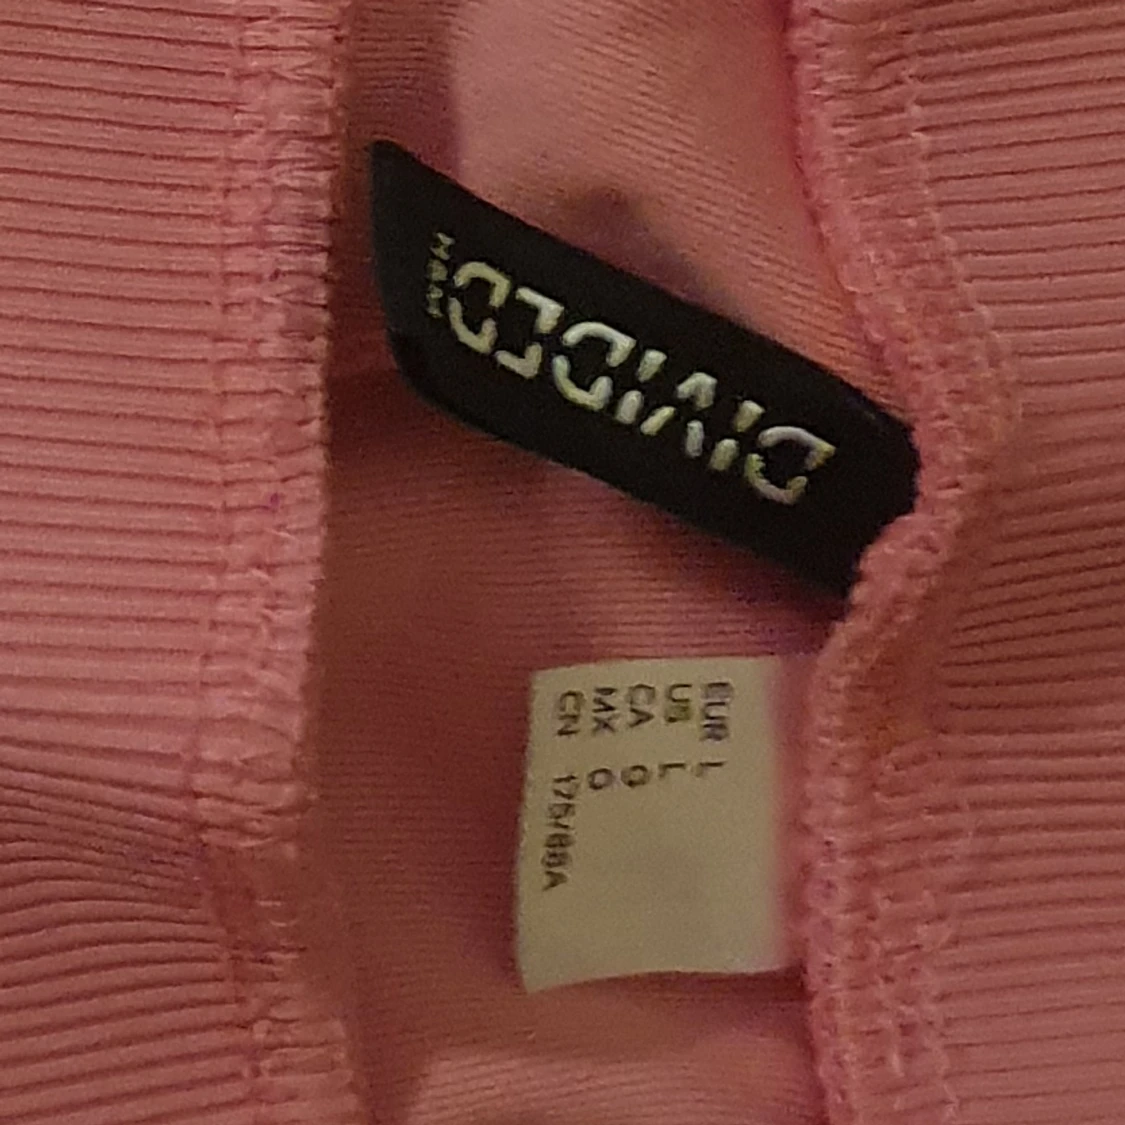 DIVIDED
H&M
EUR L
US L
CA G
MX G
CN 175/88A